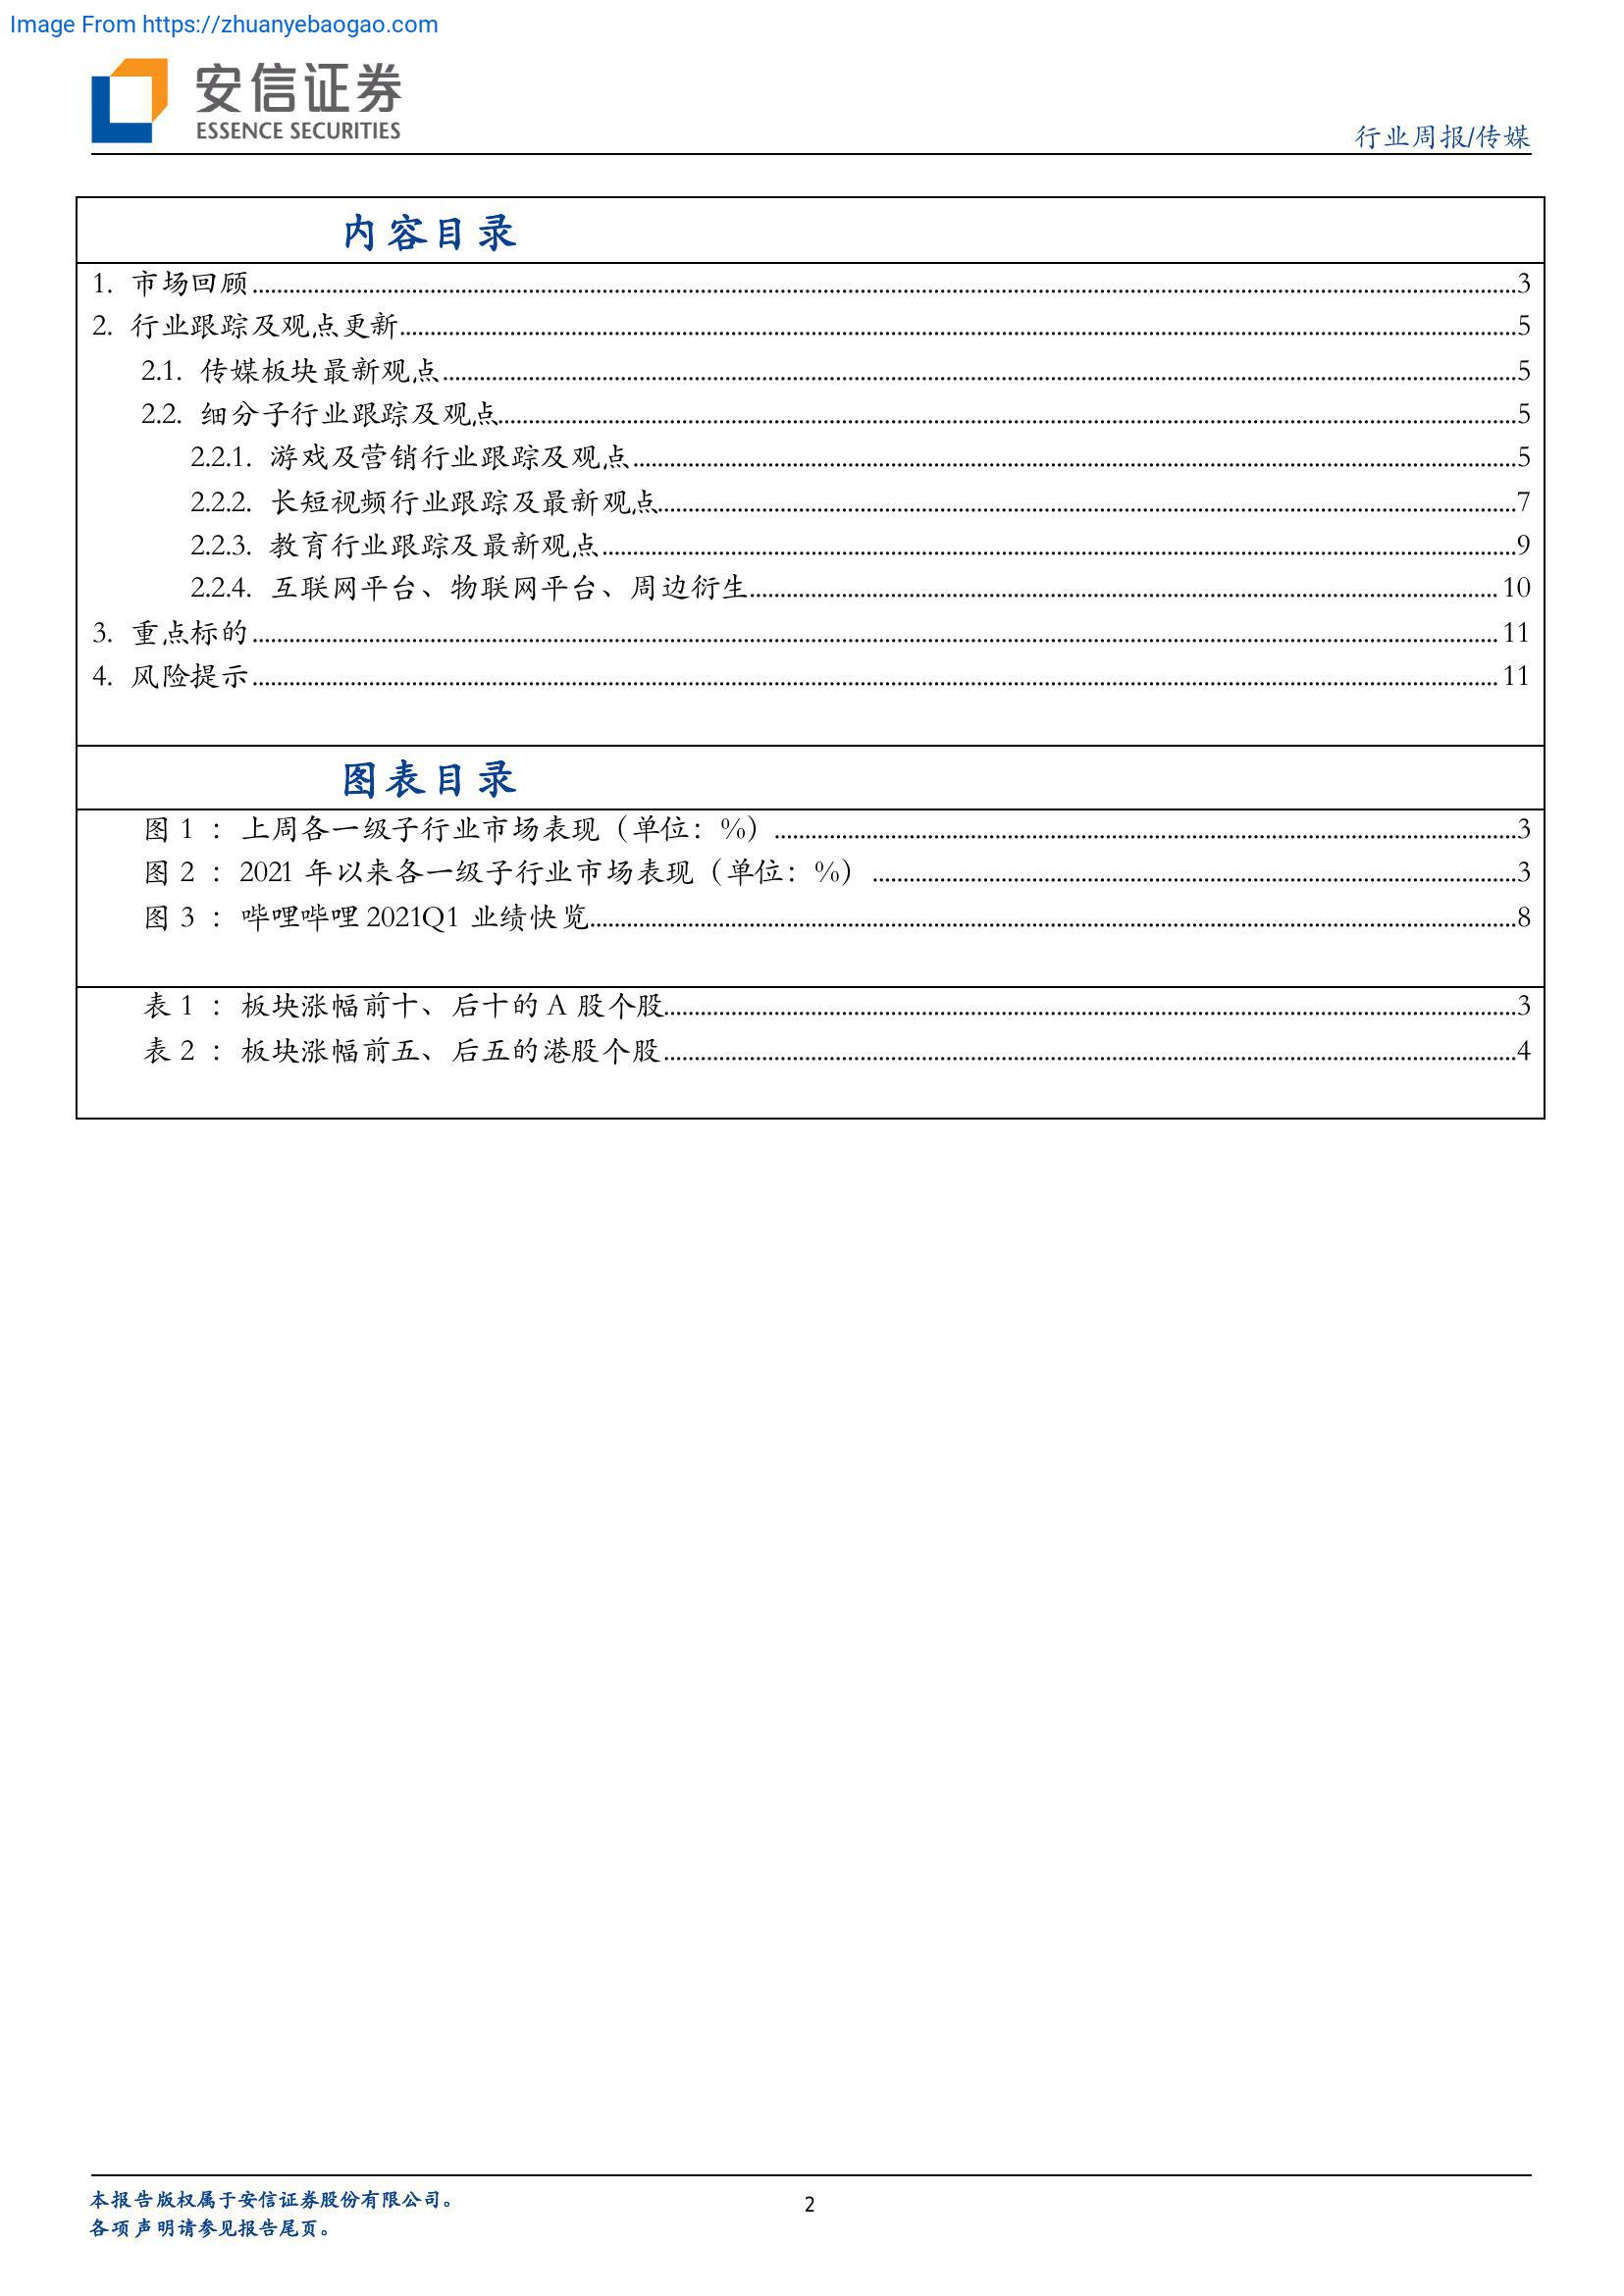 Image From https://zhuanyebaogao.com
安信证券
ESSENCE SECURITIES
行业周报/传媒
内容目录
1. 市场回顾........3
2. 行业跟踪及观点更新........5
2.1. 传媒板块最新观点........5
2.2. 细分子行业跟踪及观点........5
2.2.1. 游戏及营销行业跟踪及观点........5
2.2.2. 长短视频行业跟踪及最新观点........7
2.2.3. 教育行业跟踪及最新观点........9
2.2.4. 互联网平台、物联网平台、周边衍生........10
3. 重点标的........11
4. 风险提示........11
图表目录
图 1 ：上周各一级子行业市场表现（单位：%）........3
图 2 ：2021 年以来各一级子行业市场表现（单位：%）........3
图 3 ：哔哩哔哩 2021Q1 业绩快览........8
表 1 ：板块涨幅前十、后十的 A 股个股........3
表 2 ：板块涨幅前五、后五的港股个股........4
本报告版权属于安信证券股份有限公司。
2
各项声明请参见报告尾页。